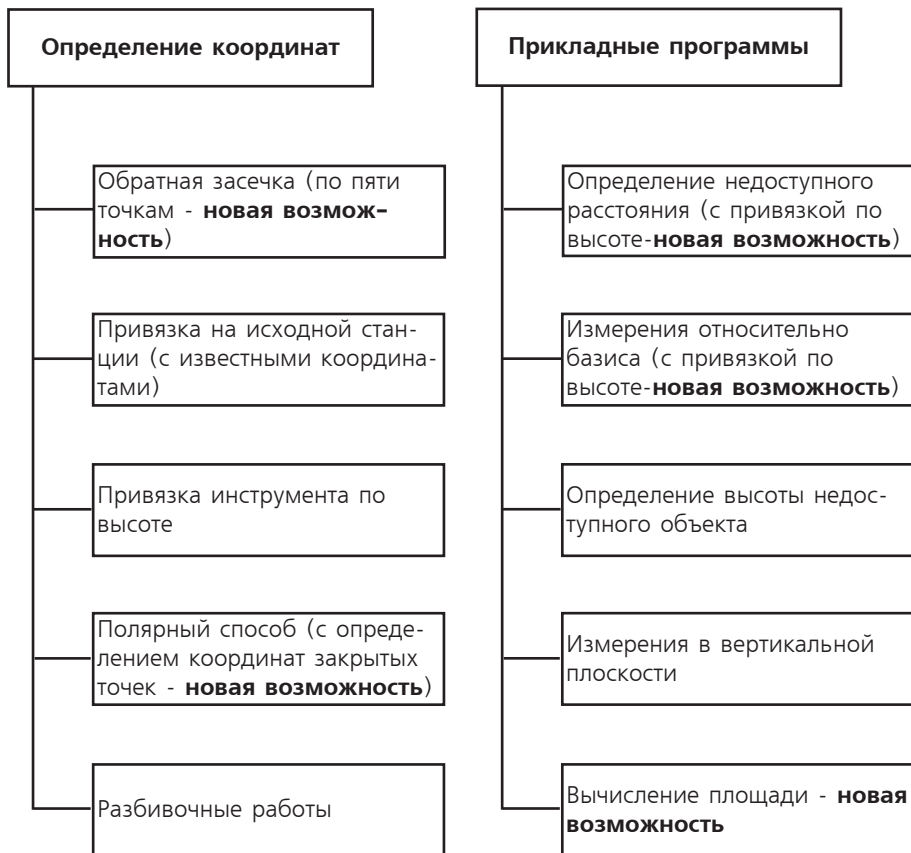 Определение координат
Обратная засечка (по пяти
точкам - новая возмож-
ность)
Привязка на исходной стан-
ции (с известными координа-
тами)
Привязка инструмента по
высоте
Полярный способ (с опреде-
лением координат закрытых
точек - новая возможность)
Разбивочные работы
Прикладные программы
Определение недоступного
расстояния (с привязкой по
высоте-новая возможность)
Измерения относительно
базиса (с привязкой по
высоте-новая возможность)
Определение высоты недос-
тупного объекта
Измерения в вертикальной
плоскости
Вычисление площади - новая
возможность